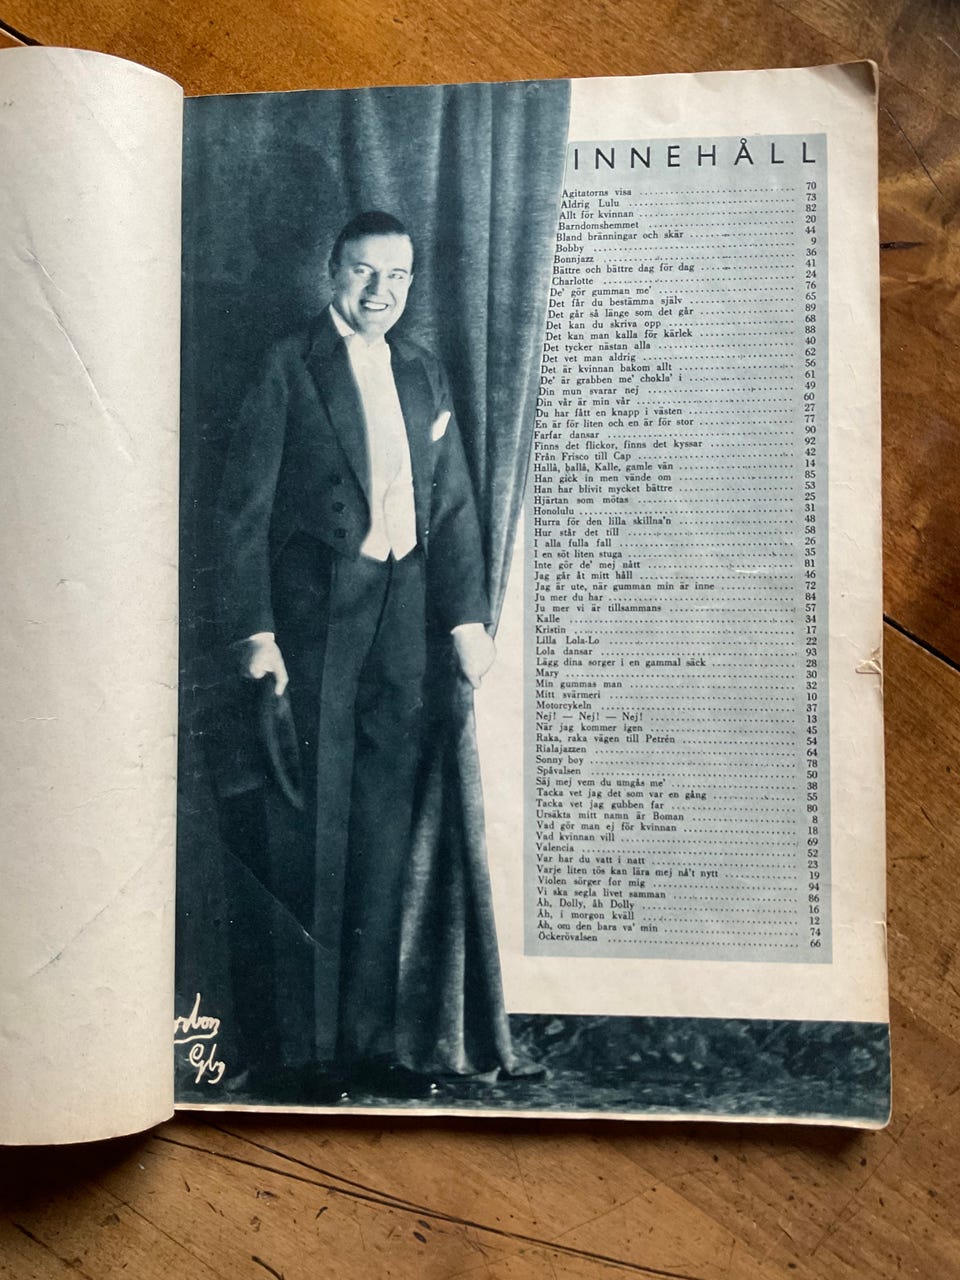 INNEHÅLL
Agitatorns visa 70
Aldrig Lulu 73
Allt för kvinnan 82
Barndomshemmet 20
Bland bränningar och skär 44
Bobby 9
Bonnjazz 36
Bättre och bättre dag för dag 41
Charlotte 24
De' gör gumman me' 76
Det får du bestämma själv 65
Det går så länge som det går 89
Det kan du skriva opp 68
Det kan man kalla för kärlek 88
Det tycker nästan alla 40
Det vet man aldrig 62
Det är kvinnan bakom allt 56
De' är grabben me' chokla' i 61
Din mun svarar nej 49
Din vår är min vår 60
Du har fått en knapp i västen 27
En är för liten och en är för stor 77
Farfar dansar 90
Finns det flickor, finns det kyssar 92
Från Frisco till Cap 42
Hallå, hallå, Kalle, gamle vän 14
Han gick in men vände om 85
Han har blivit mycket bättre 53
Hjärtan som mötas 25
Honolulu 31
Hurra för den lilla skillna'n 48
Hur står det till 58
I alla fulla fall 26
I en söt liten stuga 35
Inte gör de' mej nått 81
Jag går åt mitt håll 46
Jag är ute, när gumman min är inne 72
Ju mer du har 84
Ju mer vi är tillsammans 57
Kalle 34
Kristin 17
Lilla Lola-Lo 22
Lola dansar 93
Lägg dina sorger i en gammal säck 28
Mary 30
Min gummas man 32
Mitt svärmeri 10
Motorcykeln 37
Nej! — Nej! — Nej! 13
När jag kommer igen 45
Raka, raka vägen till Petrén 54
Rialajazzen 64
Sonny boy 78
Spåvalsen 50
Säj mej vem du umgås me' 38
Tacka vet jag det som var en gång 55
Tacka vet jag gubben far 80
Ursäkta mitt namn är Boman 8
Vad gör man ej för kvinnan 18
Vad kvinnan vill 69
Valencia 52
Var har du vatt i natt 23
Varje liten tös kan lära mej nå't nytt 19
Violen sörger for mig 94
Vi ska segla livet samman 86
Åh, Dolly, åh Dolly 16
Åh, i morgon kväll 12
Åh, om den bara va' min 74
Öckerövalsen 66
Gbg